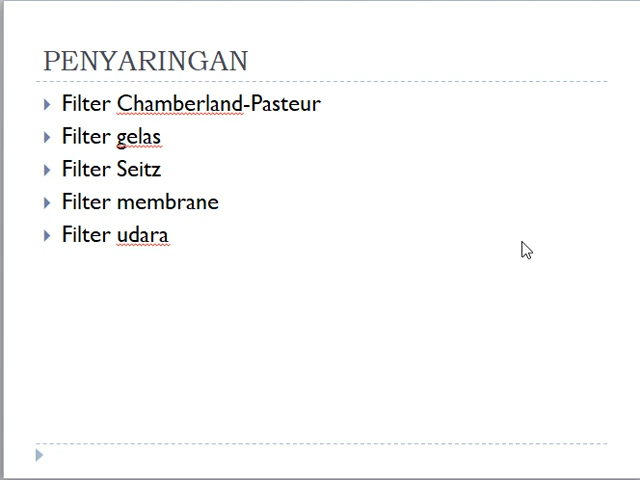 PENYARINGAN
Filter Chamberland-Pasteur
Filter gelas
Filter Seitz
Filter membrane
Filter udara